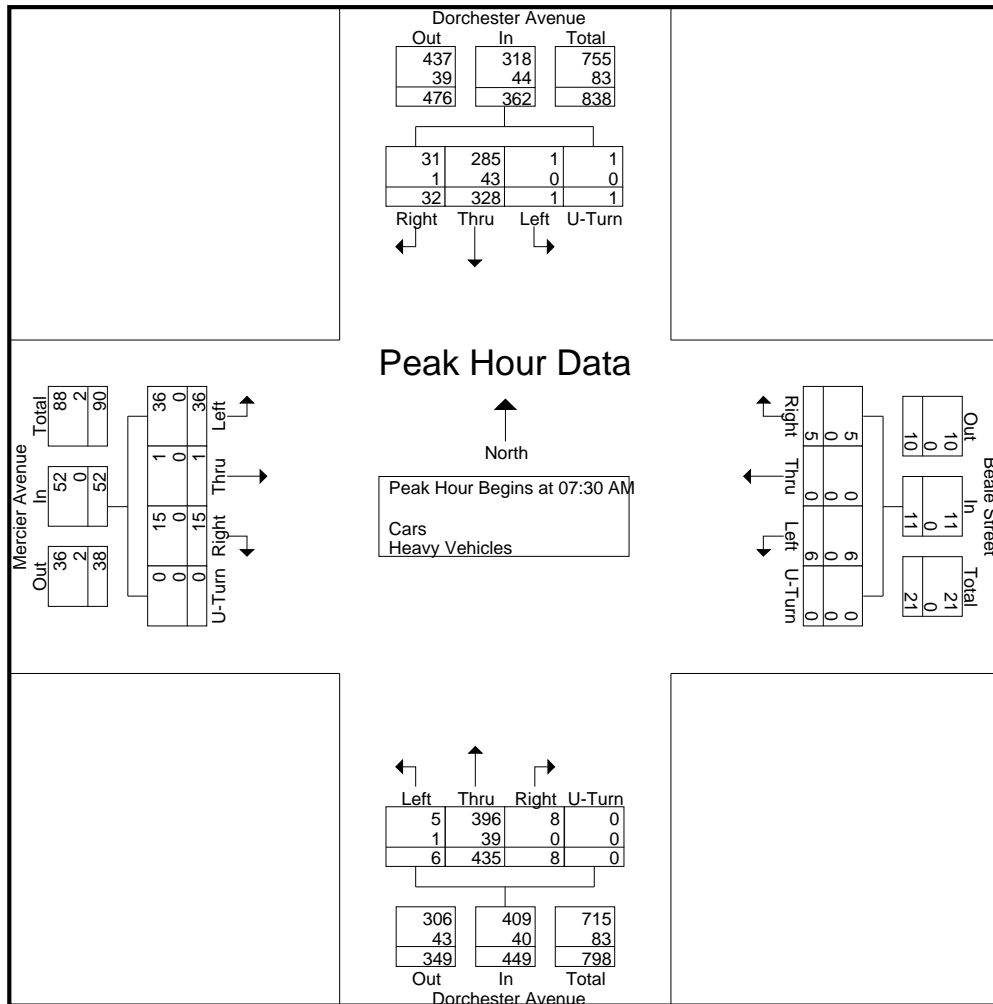 Dorchester Avenue
Out In Total
437 318 755
39 44 83
476 362 838
31 285 1 1
1 43 0 0
32 328 1 1
Right Thru Left U-Turn
Peak Hour Data
North
Peak Hour Begins at 07:30 AM
Cars
Heavy Vehicles
Mercier Avenue
Out In Total
36 52 88
2 0 2
38 52 90
U-Turn Right Thru Left
0 15 1 36
0 0 0 0
0 15 1 36
Right Thru Left U-Turn
5 0 6 0
0 0 0 0
5 0 6 0
Beale Street
Out In Total
10 11 21
0 0 0
10 11 21
Left Thru Right U-Turn
5 396 8 0
1 39 0 0
6 435 8 0
306 409 715
43 40 83
349 449 798
Out In Total
Dorchester Avenue